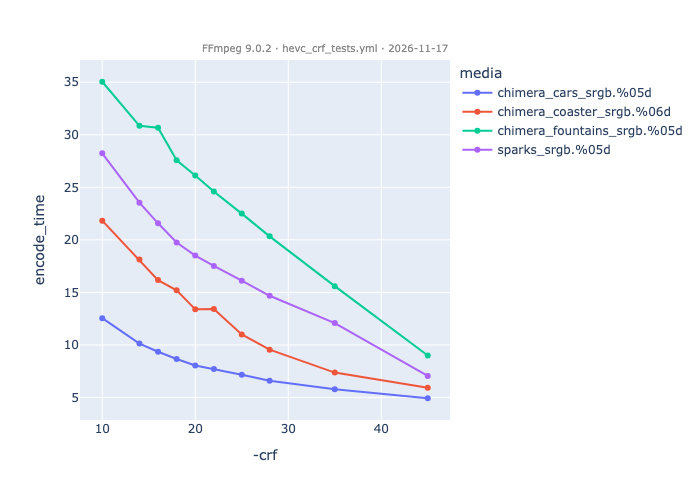 FFmpeg 9.0.2 · hevc_crf_tests.yml · 2026-11-17
media
chimera_cars_srgb.%05d
chimera_coaster_srgb.%06d
chimera_fountains_srgb.%05d
sparks_srgb.%05d
encode_time
35
30
25
20
15
10
5
10 20 30 40
-crf